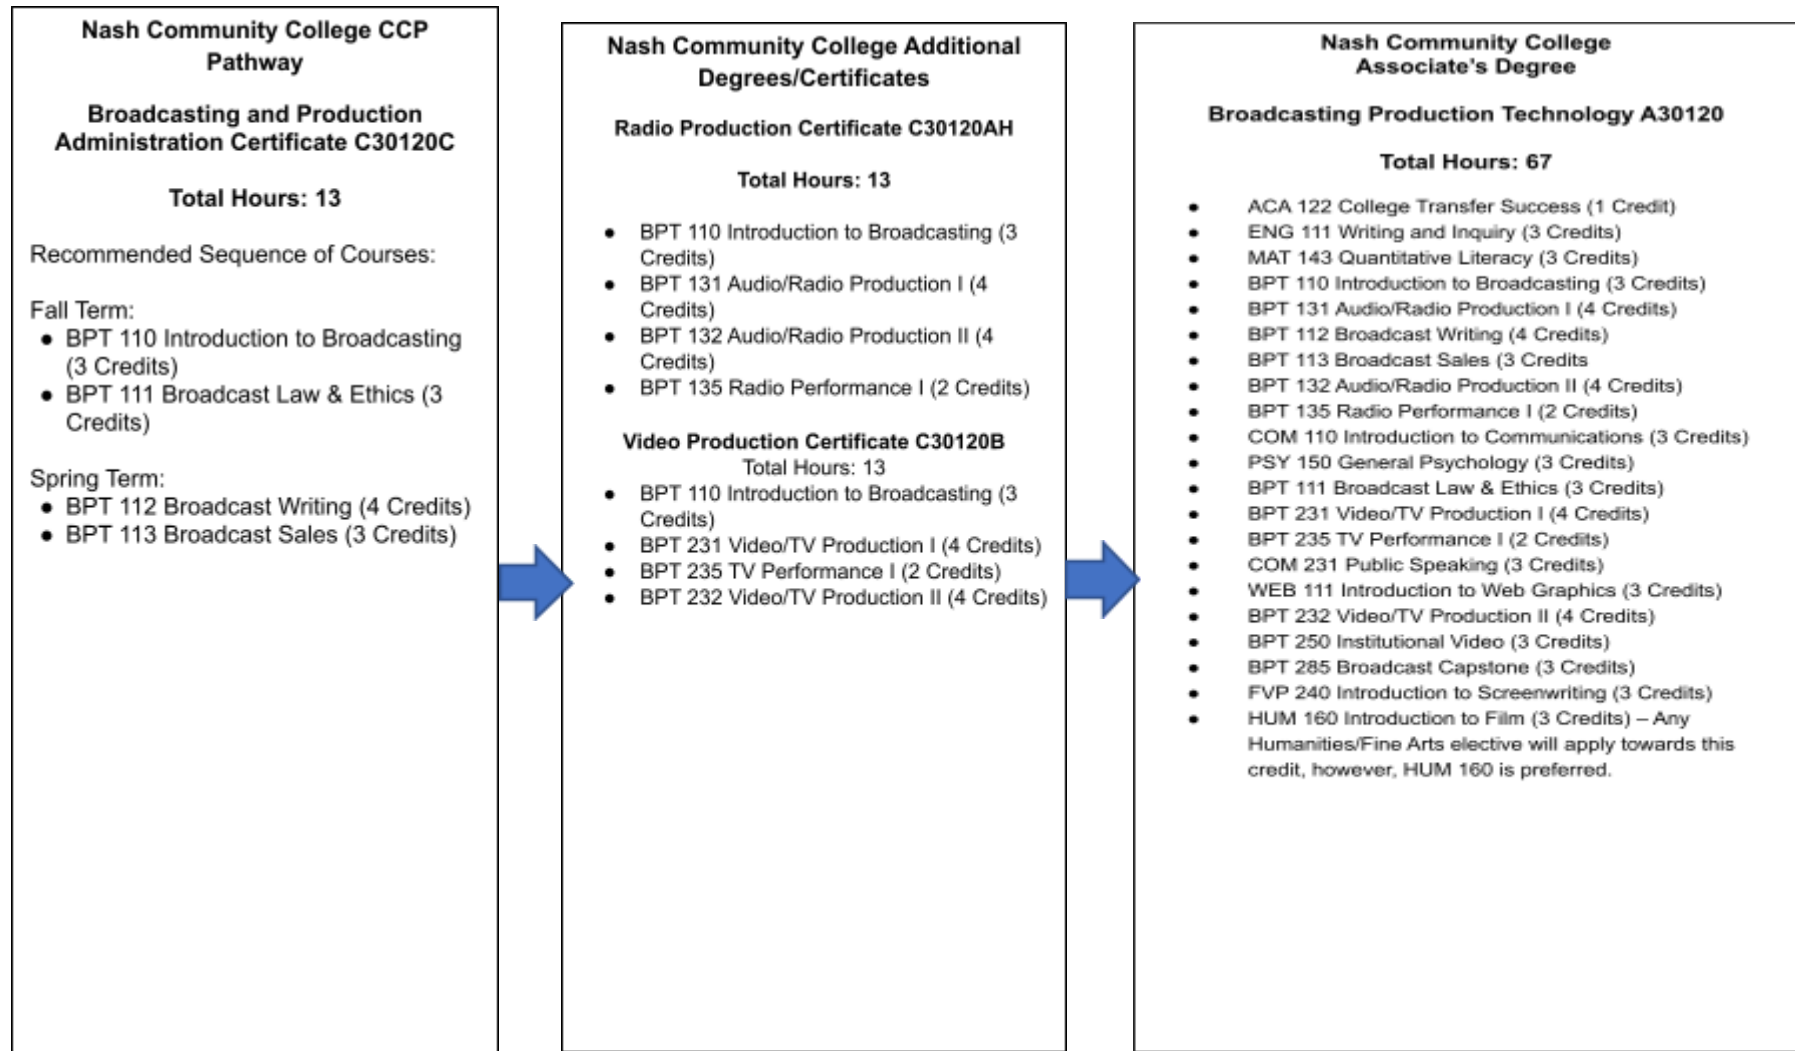 Nash Community College CCP
Pathway
Broadcasting and Production
Administration Certificate C30120C
Total Hours: 13
Recommended Sequence of Courses:
Fall Term:
● BPT 110 Introduction to Broadcasting
(3 Credits)
● BPT 111 Broadcast Law & Ethics (3
Credits)
Spring Term:
● BPT 112 Broadcast Writing (4 Credits)
● BPT 113 Broadcast Sales (3 Credits)
Nash Community College Additional
Degrees/Certificates
Radio Production Certificate C30120AH
Total Hours: 13
● BPT 110 Introduction to Broadcasting (3
Credits)
● BPT 131 Audio/Radio Production I (4
Credits)
● BPT 132 Audio/Radio Production II (4
Credits)
● BPT 135 Radio Performance I (2 Credits)
Video Production Certificate C30120B
Total Hours: 13
● BPT 110 Introduction to Broadcasting (3
Credits)
● BPT 231 Video/TV Production I (4 Credits)
● BPT 235 TV Performance I (2 Credits)
● BPT 232 Video/TV Production II (4 Credits)
Nash Community College
Associate's Degree
Broadcasting Production Technology A30120
Total Hours: 67
● ACA 122 College Transfer Success (1 Credit)
● ENG 111 Writing and Inquiry (3 Credits)
● MAT 143 Quantitative Literacy (3 Credits)
● BPT 110 Introduction to Broadcasting (3 Credits)
● BPT 131 Audio/Radio Production I (4 Credits)
● BPT 112 Broadcast Writing (4 Credits)
● BPT 113 Broadcast Sales (3 Credits
● BPT 132 Audio/Radio Production II (4 Credits)
● BPT 135 Radio Performance I (2 Credits)
● COM 110 Introduction to Communications (3 Credits)
● PSY 150 General Psychology (3 Credits)
● BPT 111 Broadcast Law & Ethics (3 Credits)
● BPT 231 Video/TV Production I (4 Credits)
● BPT 235 TV Performance I (2 Credits)
● COM 231 Public Speaking (3 Credits)
● WEB 111 Introduction to Web Graphics (3 Credits)
● BPT 232 Video/TV Production II (4 Credits)
● BPT 250 Institutional Video (3 Credits)
● BPT 285 Broadcast Capstone (3 Credits)
● FVP 240 Introduction to Screenwriting (3 Credits)
● HUM 160 Introduction to Film (3 Credits) – Any
Humanities/Fine Arts elective will apply towards this
credit, however, HUM 160 is preferred.